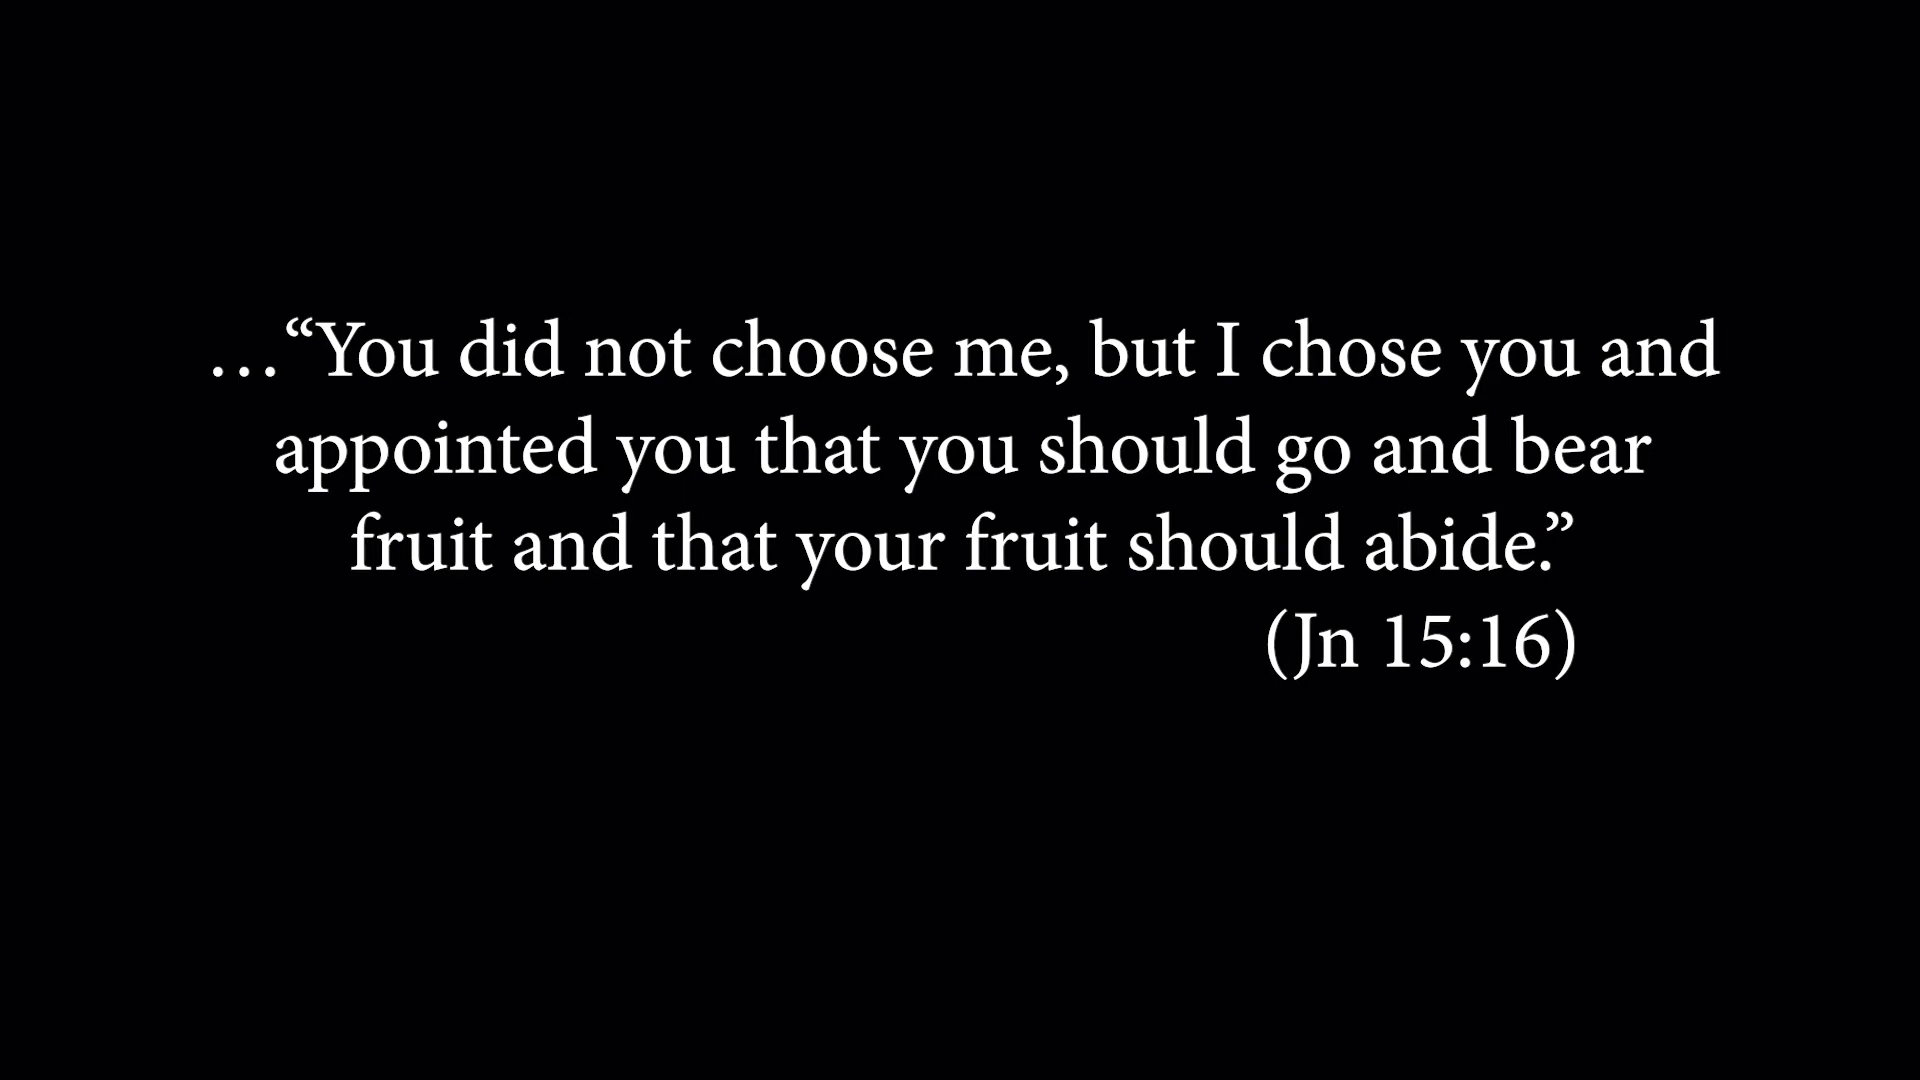 …“You did not choose me, but I chose you and
appointed you that you should go and bear
fruit and that your fruit should abide.”
(Jn 15:16)